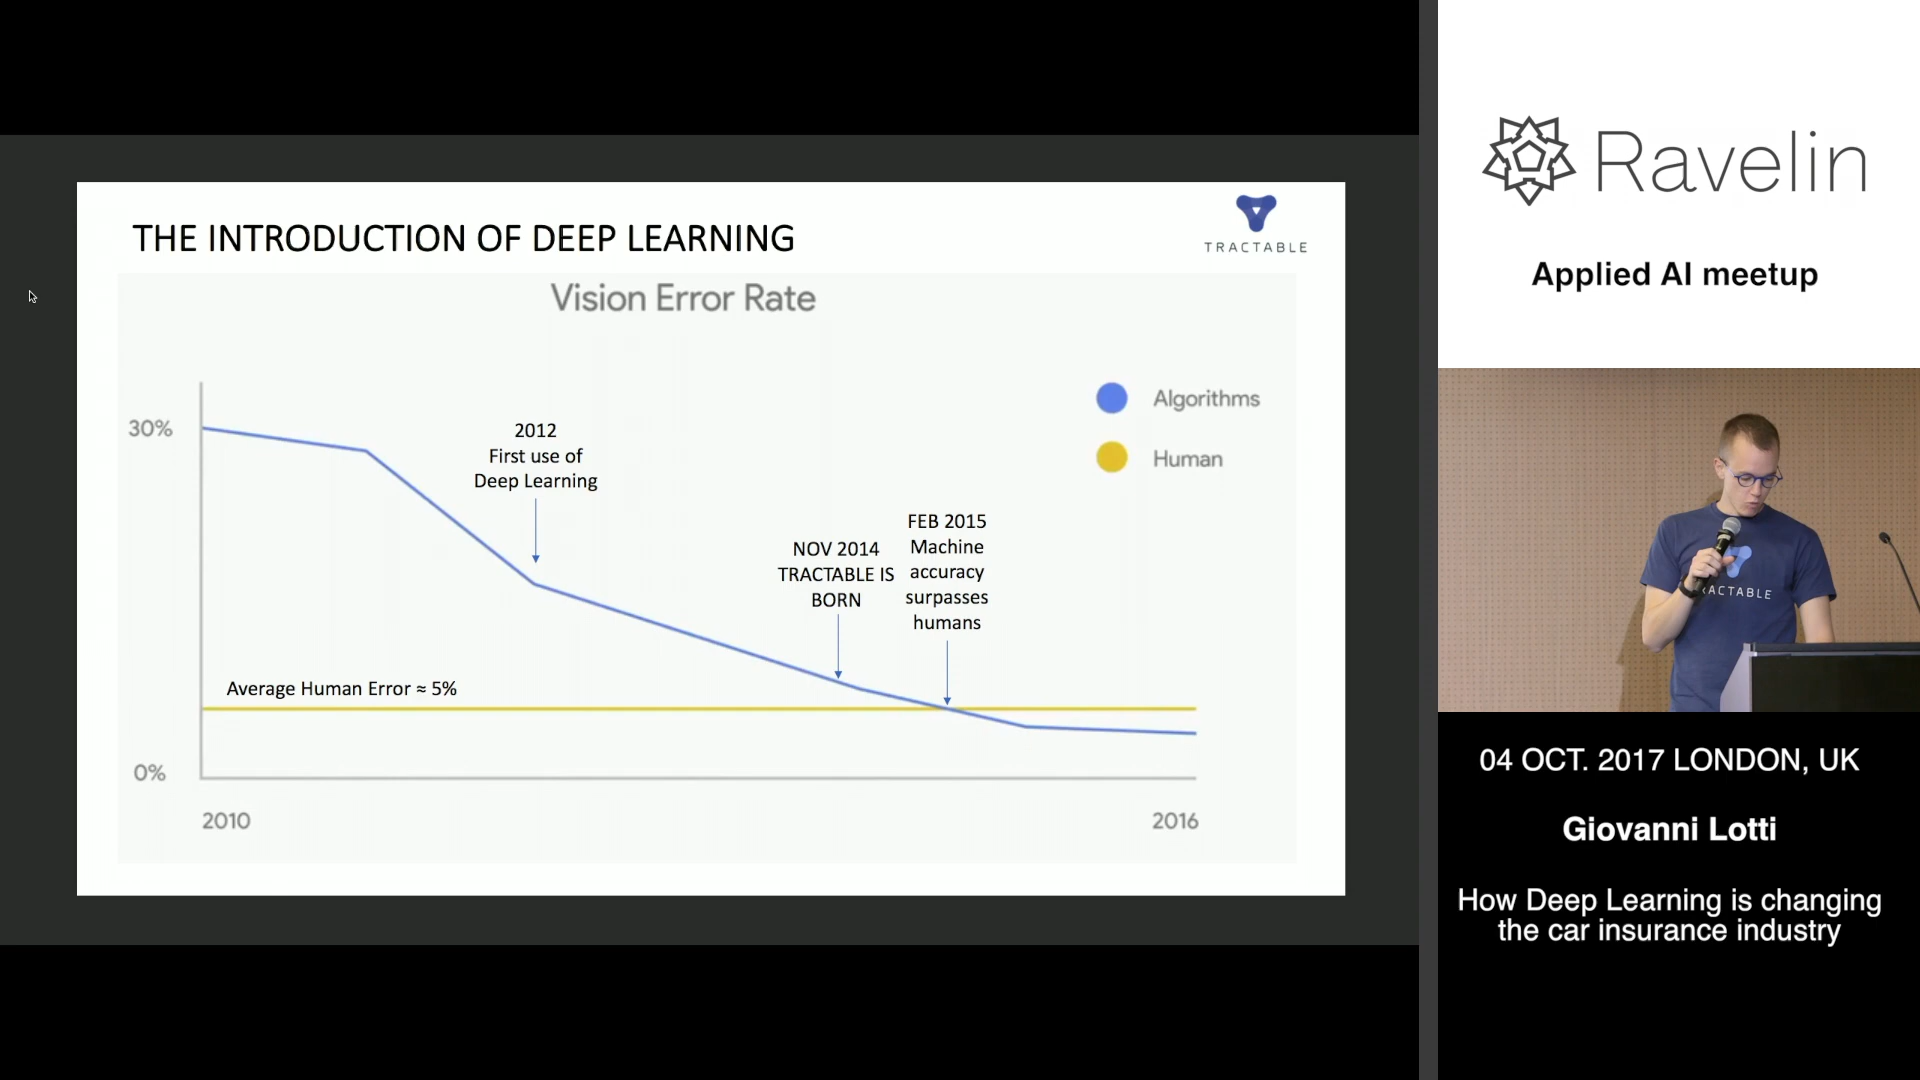 THE INTRODUCTION OF DEEP LEARNING
TRACTABLE
Vision Error Rate
30%
0%
2010
2016
2012
First use of
Deep Learning
NOV 2014
TRACTABLE IS
BORN
FEB 2015
Machine
accuracy
surpasses
humans
Average Human Error ≈ 5%
Algorithms
Human
Ravelin
Applied AI meetup
ACTABLE
04 OCT. 2017 LONDON, UK
Giovanni Lotti
How Deep Learning is changing
the car insurance industry